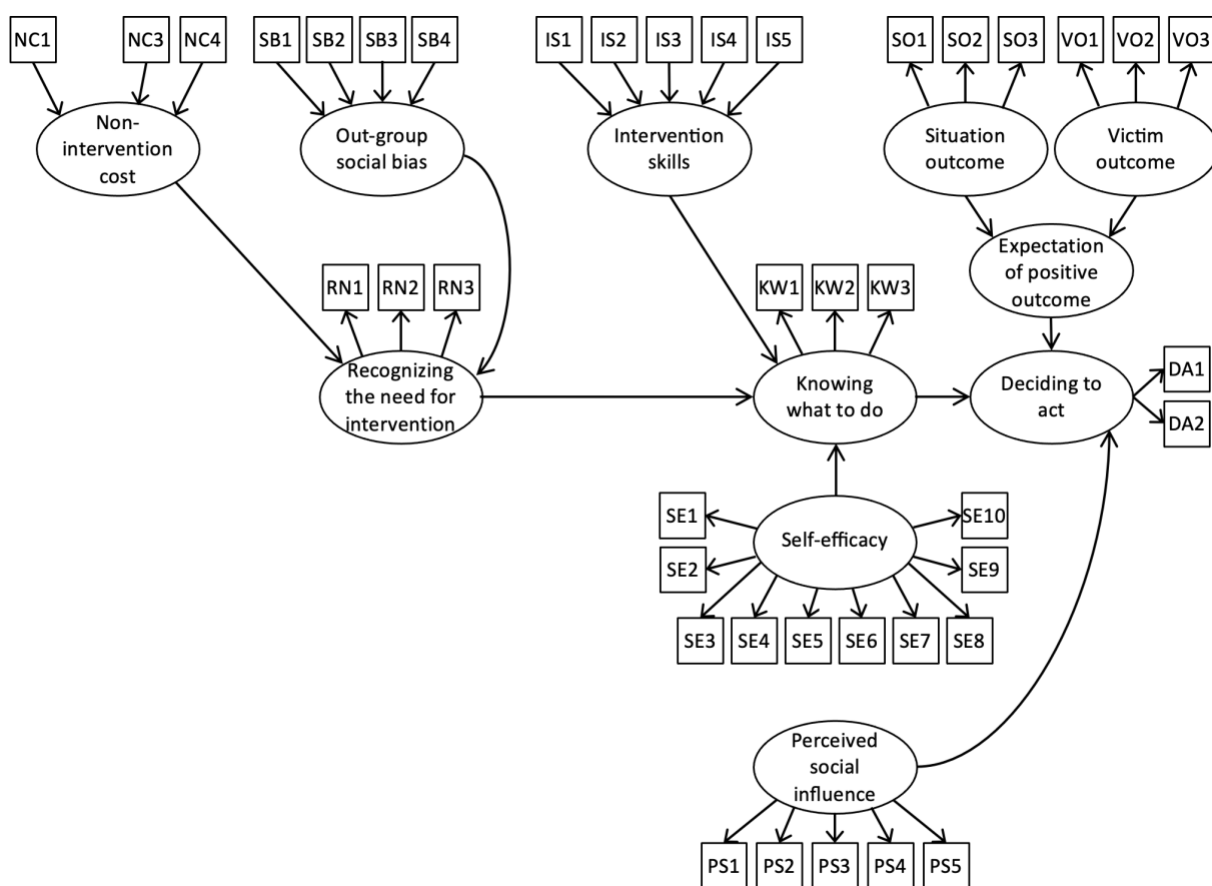 NC1 NC3 NC4 SB1 SB2 SB3 SB4 IS1 IS2 IS3 IS4 IS5 SO1 SO2 SO3 VO1 VO2 VO3
Non-
intervention
cost
Out-group
social bias
Intervention
skills
Situation
outcome
Victim
outcome
Expectation
of positive
outcome
RN1 RN2 RN3
KW1 KW2 KW3
Recognizing
the need for
intervention
Knowing
what to do
Deciding to
act
DA1
DA2
SE1
SE2
Self-efficacy
SE10
SE9
SE3 SE4 SE5 SE6 SE7 SE8
Perceived
social
influence
PS1 PS2 PS3 PS4 PS5